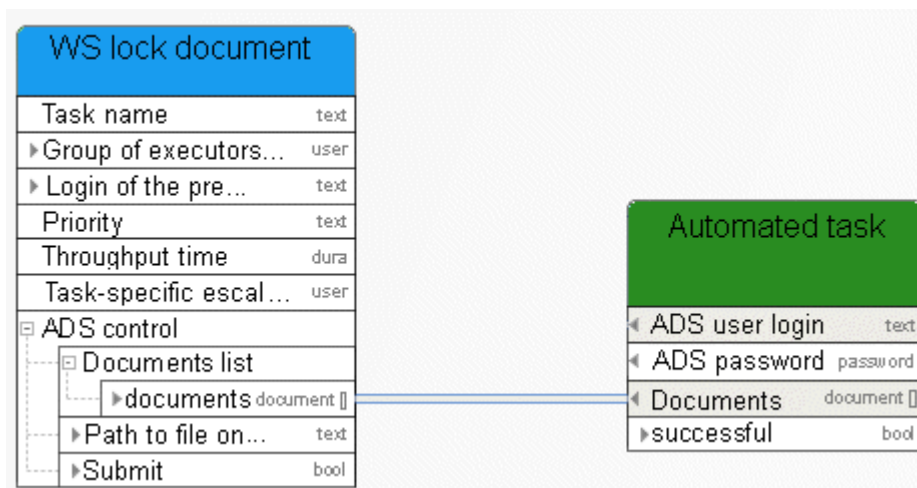 WS lock document
Task name text
Group of executors... user
Login of the pre... text
Priority text
Throughput time dura
Task-specific escal... user
ADS control
Documents list
documents document []
Path to file on... text
Submit bool
Automated task
ADS user login text
ADS password password
Documents document []
successful bool